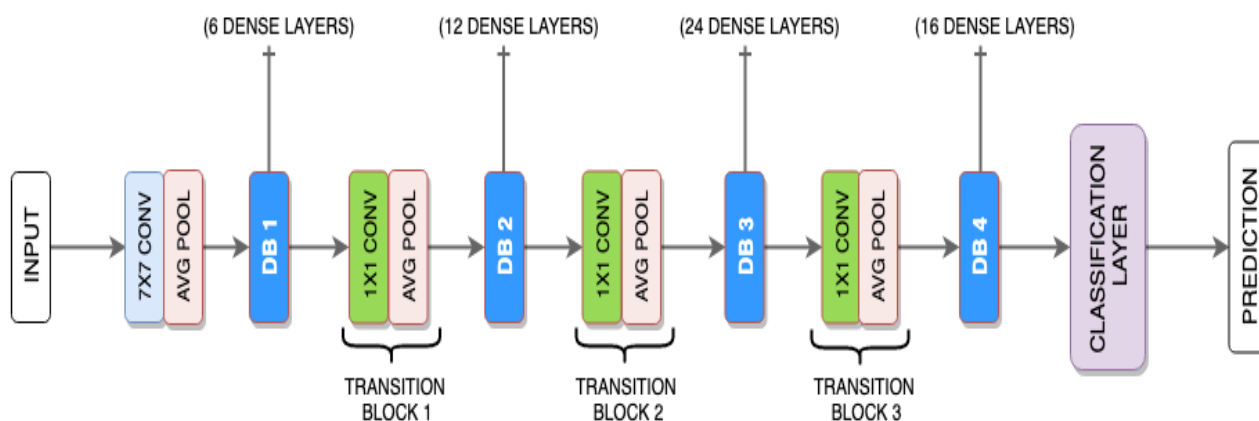 (6 DENSE LAYERS)
(12 DENSE LAYERS)
(24 DENSE LAYERS)
(16 DENSE LAYERS)
INPUT
7X7 CONV
AVG POOL
DB 1
1X1 CONV
AVG POOL
DB 2
1X1 CONV
AVG POOL
DB 3
1X1 CONV
AVG POOL
DB 4
CLASSIFICATION
LAYER
PREDICTION
TRANSITION
BLOCK 1
TRANSITION
BLOCK 2
TRANSITION
BLOCK 3